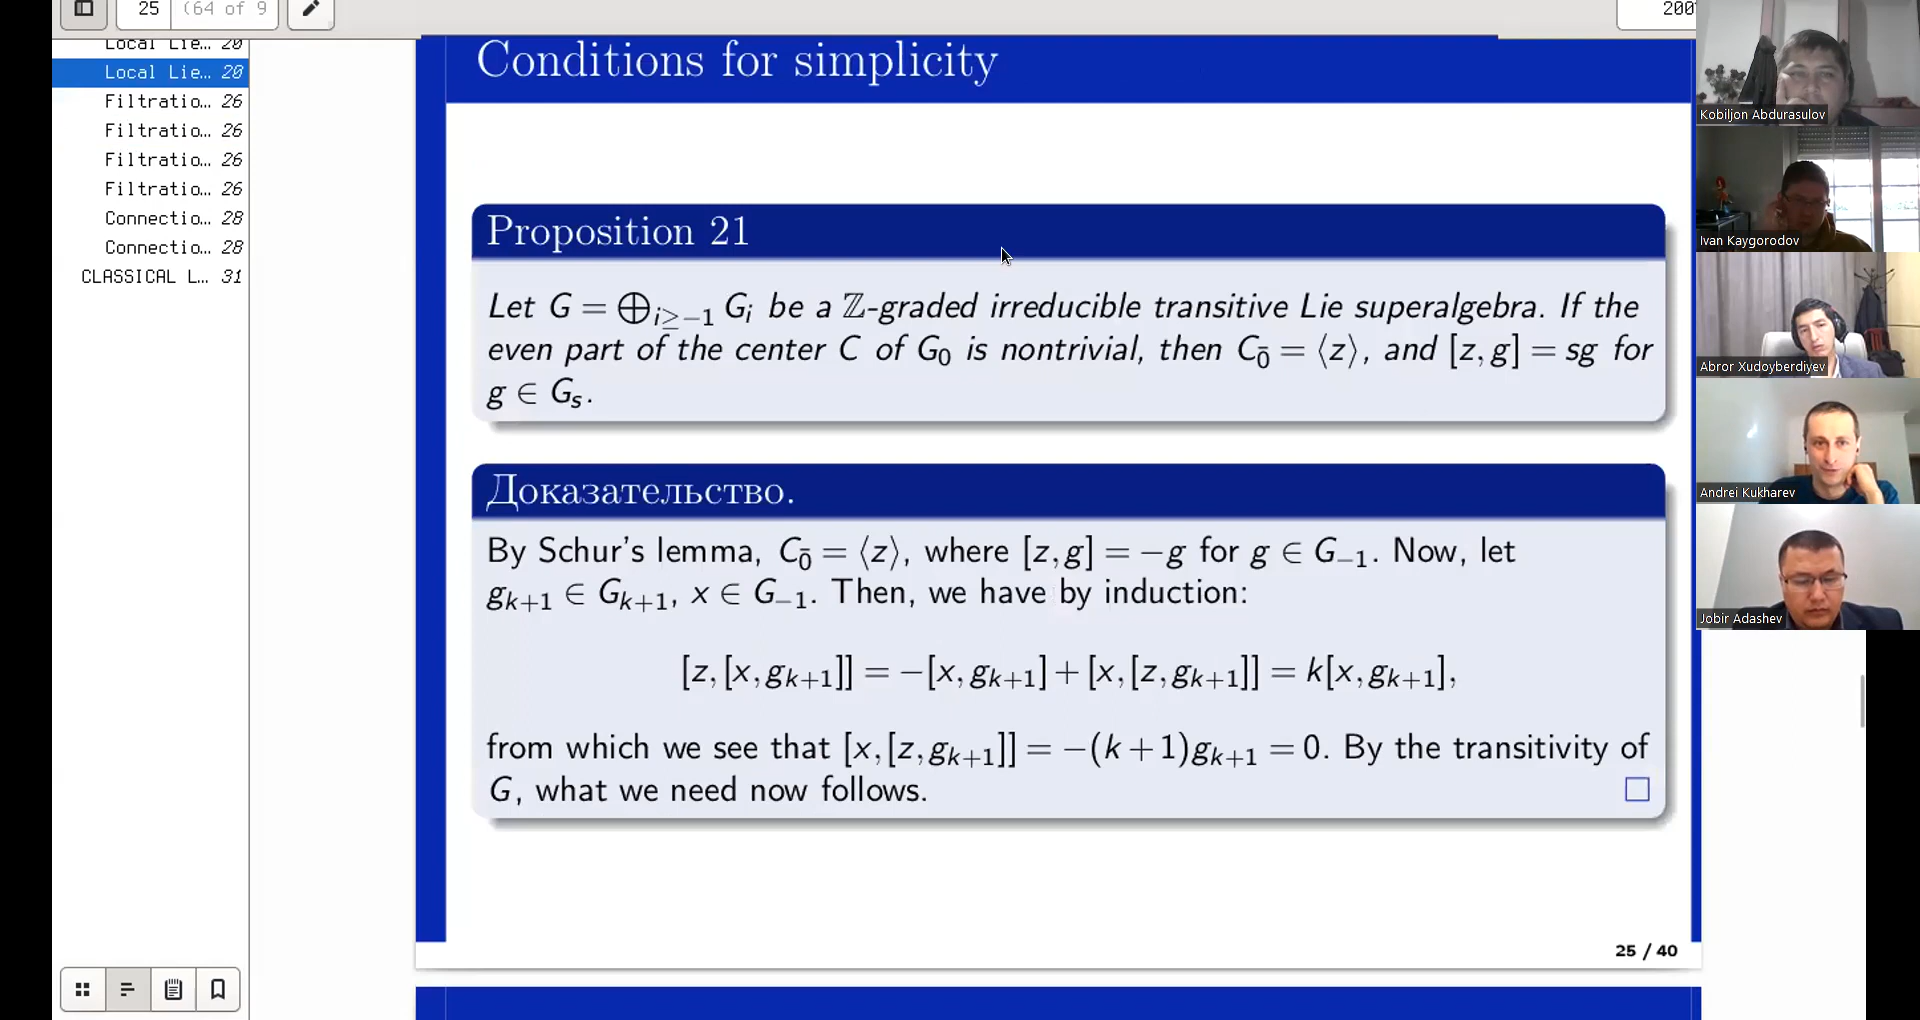 25 (64 of 9
200
Local Lie… 20
Local Lie… 20
Filtratio… 26
Filtratio… 26
Filtratio… 26
Filtratio… 26
Connectio… 28
Connectio… 28
CLASSICAL L… 31
Conditions for simplicity
Proposition 21
Let G = ⨁_{i≥−1} G_i be a ℤ-graded irreducible transitive Lie superalgebra. If the
even part of the center C of G_0 is nontrivial, then C_{0̄} = ⟨z⟩, and [z, g] = sg for
g ∈ G_s.
Доказательство.
By Schur's lemma, C_{0̄} = ⟨z⟩, where [z, g] = −g for g ∈ G_{−1}. Now, let
g_{k+1} ∈ G_{k+1}, x ∈ G_{−1}. Then, we have by induction:
[z, [x, g_{k+1}]] = −[x, g_{k+1}] + [x, [z, g_{k+1}]] = k[x, g_{k+1}],
from which we see that [x, [z, g_{k+1}]] = −(k + 1)g_{k+1} = 0. By the transitivity of
G, what we need now follows.
25 / 40
Kobiljon Abdurasulov
Ivan Kaygorodov
Abror Xudoyberdiyev
Andrei Kukharev
Jobir Adashev